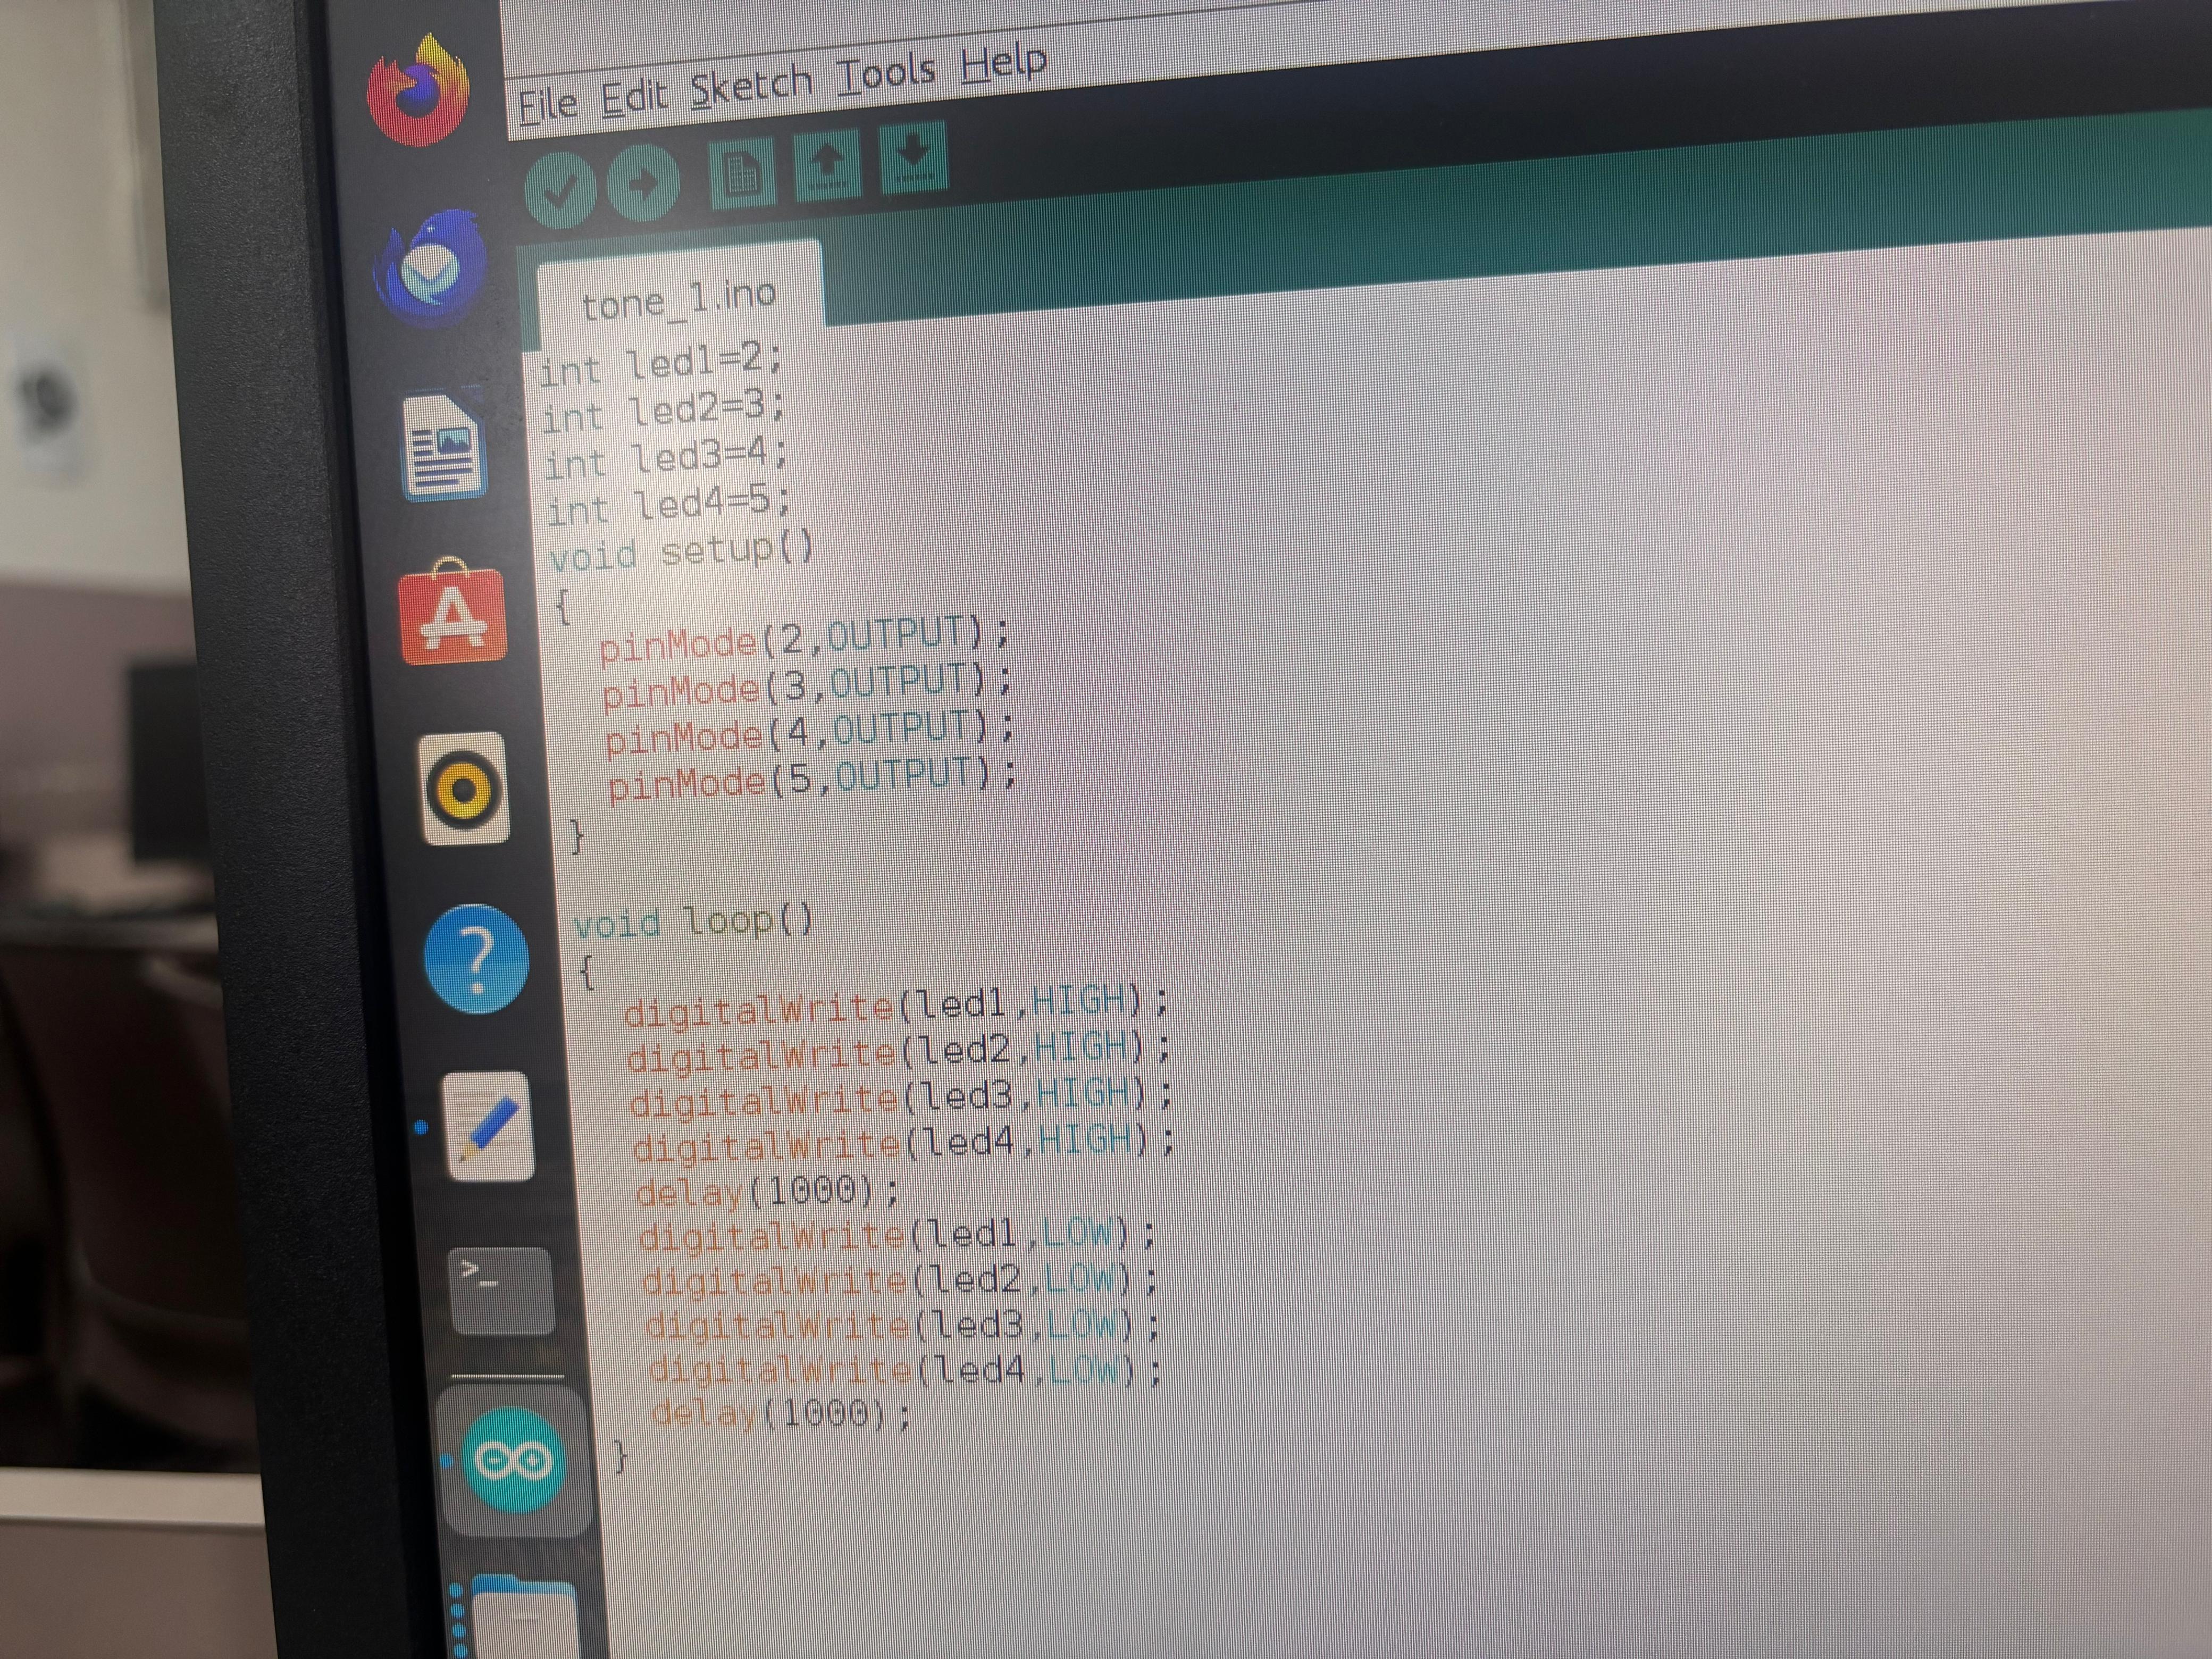 File Edit Sketch Tools Help
tone_1.ino
int led1=2;
int led2=3;
int led3=4;
int led4=5;
void setup()
{
pinMode(2,OUTPUT);
pinMode(3,OUTPUT);
pinMode(4,OUTPUT);
pinMode(5,OUTPUT);
}
void loop()
{
digitalWrite(led1,HIGH);
digitalWrite(led2,HIGH);
digitalWrite(led3,HIGH);
digitalWrite(led4,HIGH);
delay(1000);
digitalWrite(led1,LOW);
digitalWrite(led2,LOW);
digitalWrite(led3,LOW);
digitalWrite(led4,LOW);
delay(1000);
}